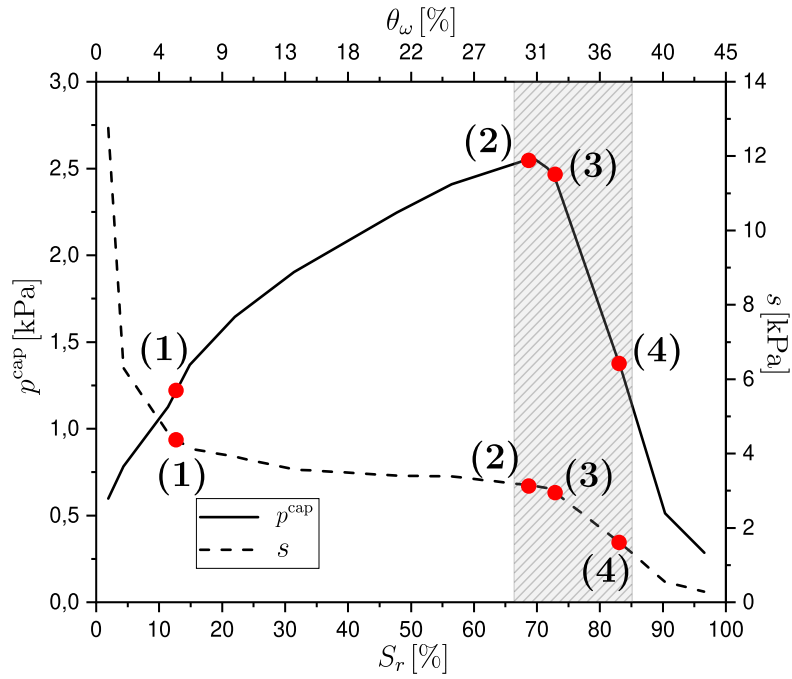 θ_ω [%]
0 4 9 13 18 22 27 31 36 40 45
3,0
2,5
2,0
1,5
1,0
0,5
0,0
p^cap [kPa]
14
12
10
8
6
4
2
0
s [kPa]
(2)
(3)
(1)
(4)
(1)
(2)
(3)
(4)
p^cap
s
0 10 20 30 40 50 60 70 80 90 100
S_r [%]